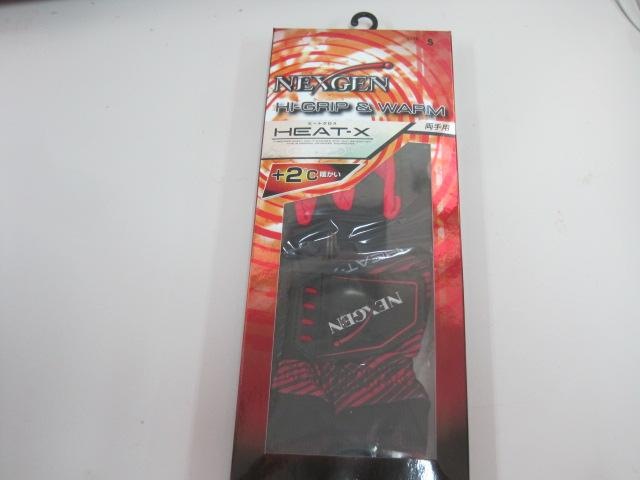 S
NEXGEN
HI-GRIP & WARM
ヒートクロス
HEAT-X
両手用
+2℃ 暖かい
HEAT-X
NEXGEN